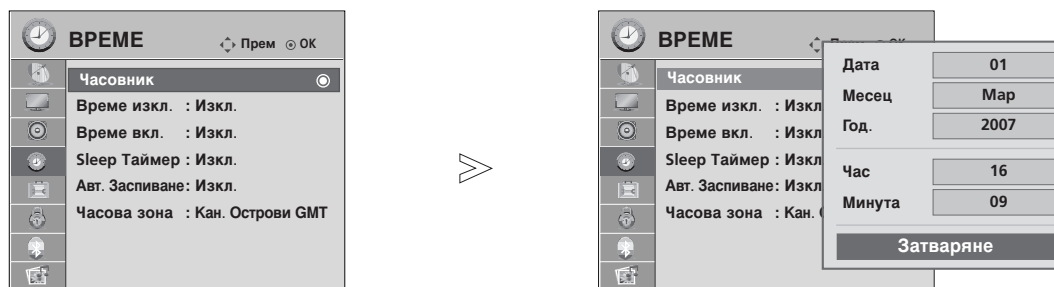 ВРЕМЕ Прем OK
Часовник
Време изкл. : Изкл.
Време вкл. : Изкл.
Sleep Таймер : Изкл.
Авт. Заспиване: Изкл.
Часова зона : Кан. Острови GMT
ВРЕМЕ
Часовник
Време изкл. : Изкл
Време вкл. : Изкл
Sleep Таймер : Изкл
Авт. Заспиване: Изкл
Часова зона : Кан.
Дата 01
Месец Мар
Год. 2007
Час 16
Минута 09
Затваряне